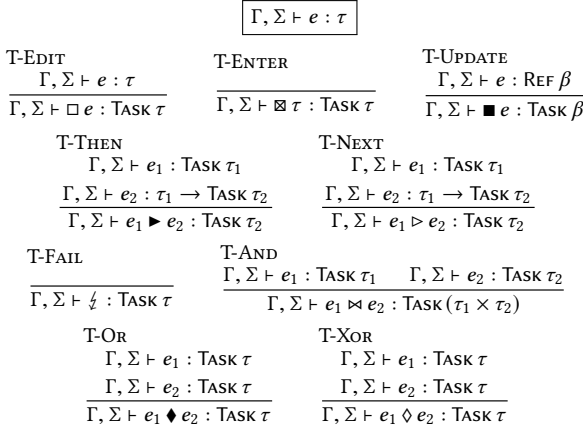 Γ, Σ ⊢ e : τ
T-Edit
Γ, Σ ⊢ e : τ
Γ, Σ ⊢ □ e : Task τ
T-Enter
Γ, Σ ⊢ ⊠ τ : Task τ
T-Update
Γ, Σ ⊢ e : Ref β
Γ, Σ ⊢ ■ e : Task β
T-Then
Γ, Σ ⊢ e₁ : Task τ₁
Γ, Σ ⊢ e₂ : τ₁ → Task τ₂
Γ, Σ ⊢ e₁ ▶ e₂ : Task τ₂
T-Next
Γ, Σ ⊢ e₁ : Task τ₁
Γ, Σ ⊢ e₂ : τ₁ → Task τ₂
Γ, Σ ⊢ e₁ ▷ e₂ : Task τ₂
T-Fail
Γ, Σ ⊢ ↯ : Task τ
T-And
Γ, Σ ⊢ e₁ : Task τ₁ Γ, Σ ⊢ e₂ : Task τ₂
Γ, Σ ⊢ e₁ ⋈ e₂ : Task (τ₁ × τ₂)
T-Or
Γ, Σ ⊢ e₁ : Task τ
Γ, Σ ⊢ e₂ : Task τ
Γ, Σ ⊢ e₁ ♦ e₂ : Task τ
T-Xor
Γ, Σ ⊢ e₁ : Task τ
Γ, Σ ⊢ e₂ : Task τ
Γ, Σ ⊢ e₁ ◊ e₂ : Task τ